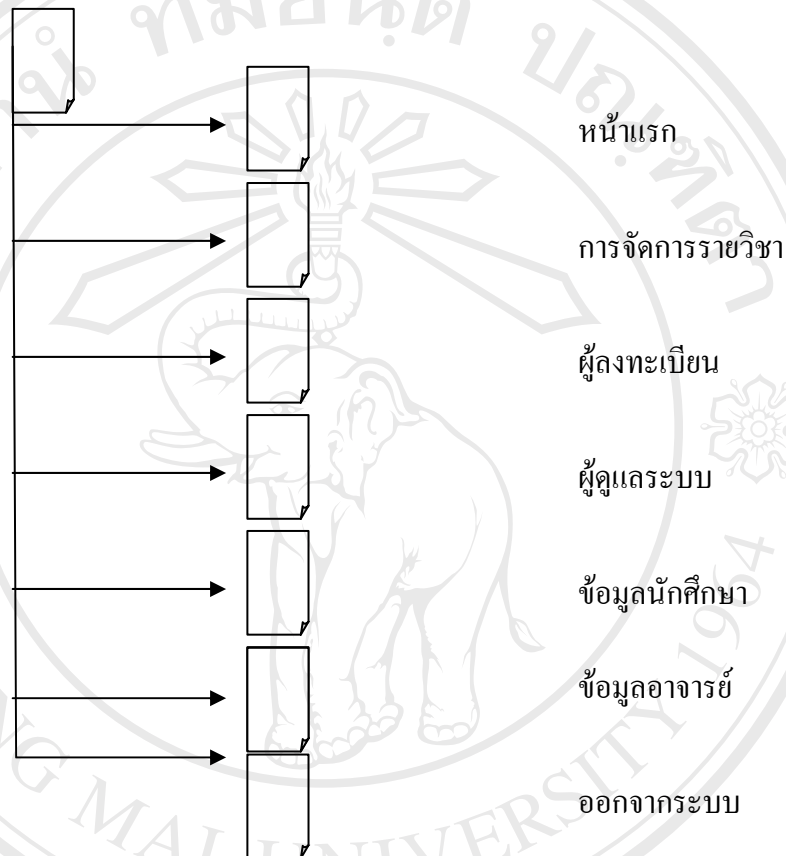 หน้าแรก
การจัดการรายวิชา
ผู้ลงทะเบียน
ผู้ดูแลระบบ
ข้อมูลนักศึกษา
ข้อมูลอาจารย์
ออกจากระบบ